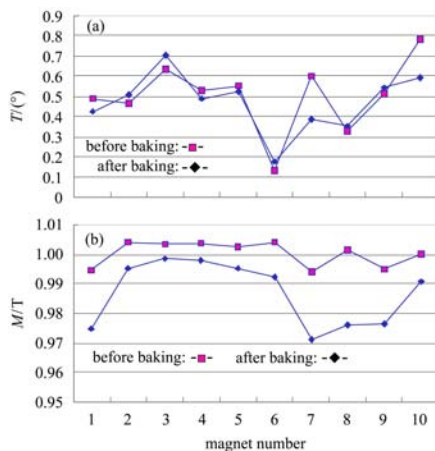 0.9
(a)
0.8
0.7
0.6
0.5
0.4
0.3
0.2
0.1
0
T/(°)
before baking: -■-
after baking: -◆-
1.01
(b)
1.00
0.99
0.98
0.97
0.96
0.95
M/T
before baking: -■- after baking: -◆-
1 2 3 4 5 6 7 8 9 10
magnet number